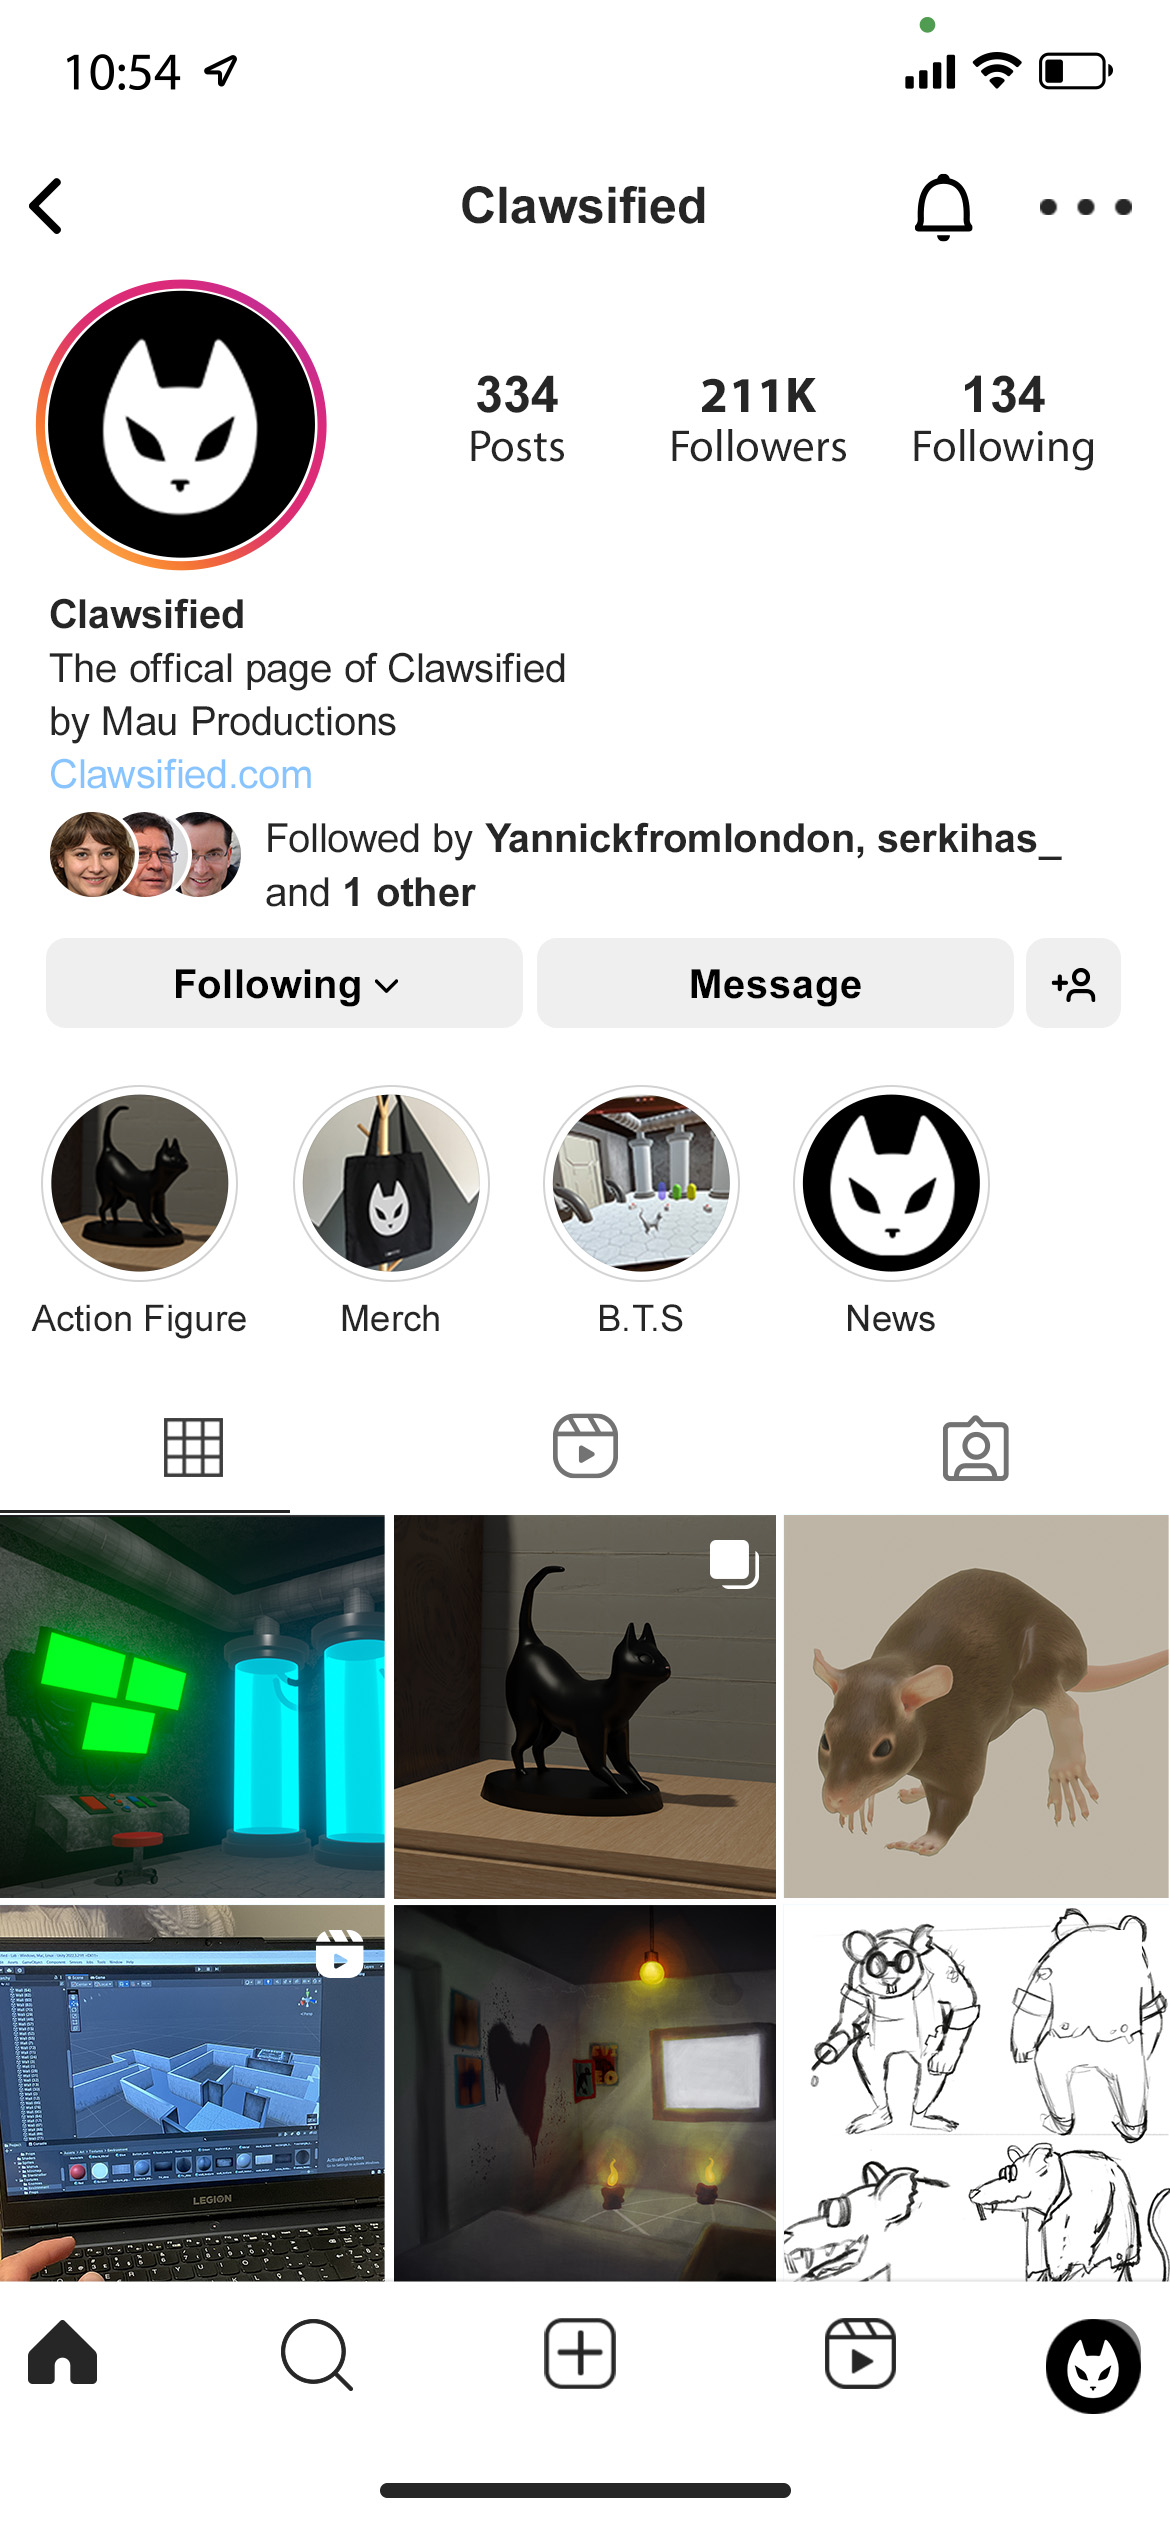 10:54
Clawsified
334
Posts
211K
Followers
134
Following
Clawsified
The offical page of Clawsified
by Mau Productions
Clawsified.com
Followed by Yannickfromlondon, serkihas_
and 1 other
Following
Message
Action Figure
Merch
B.T.S
News
LEGION